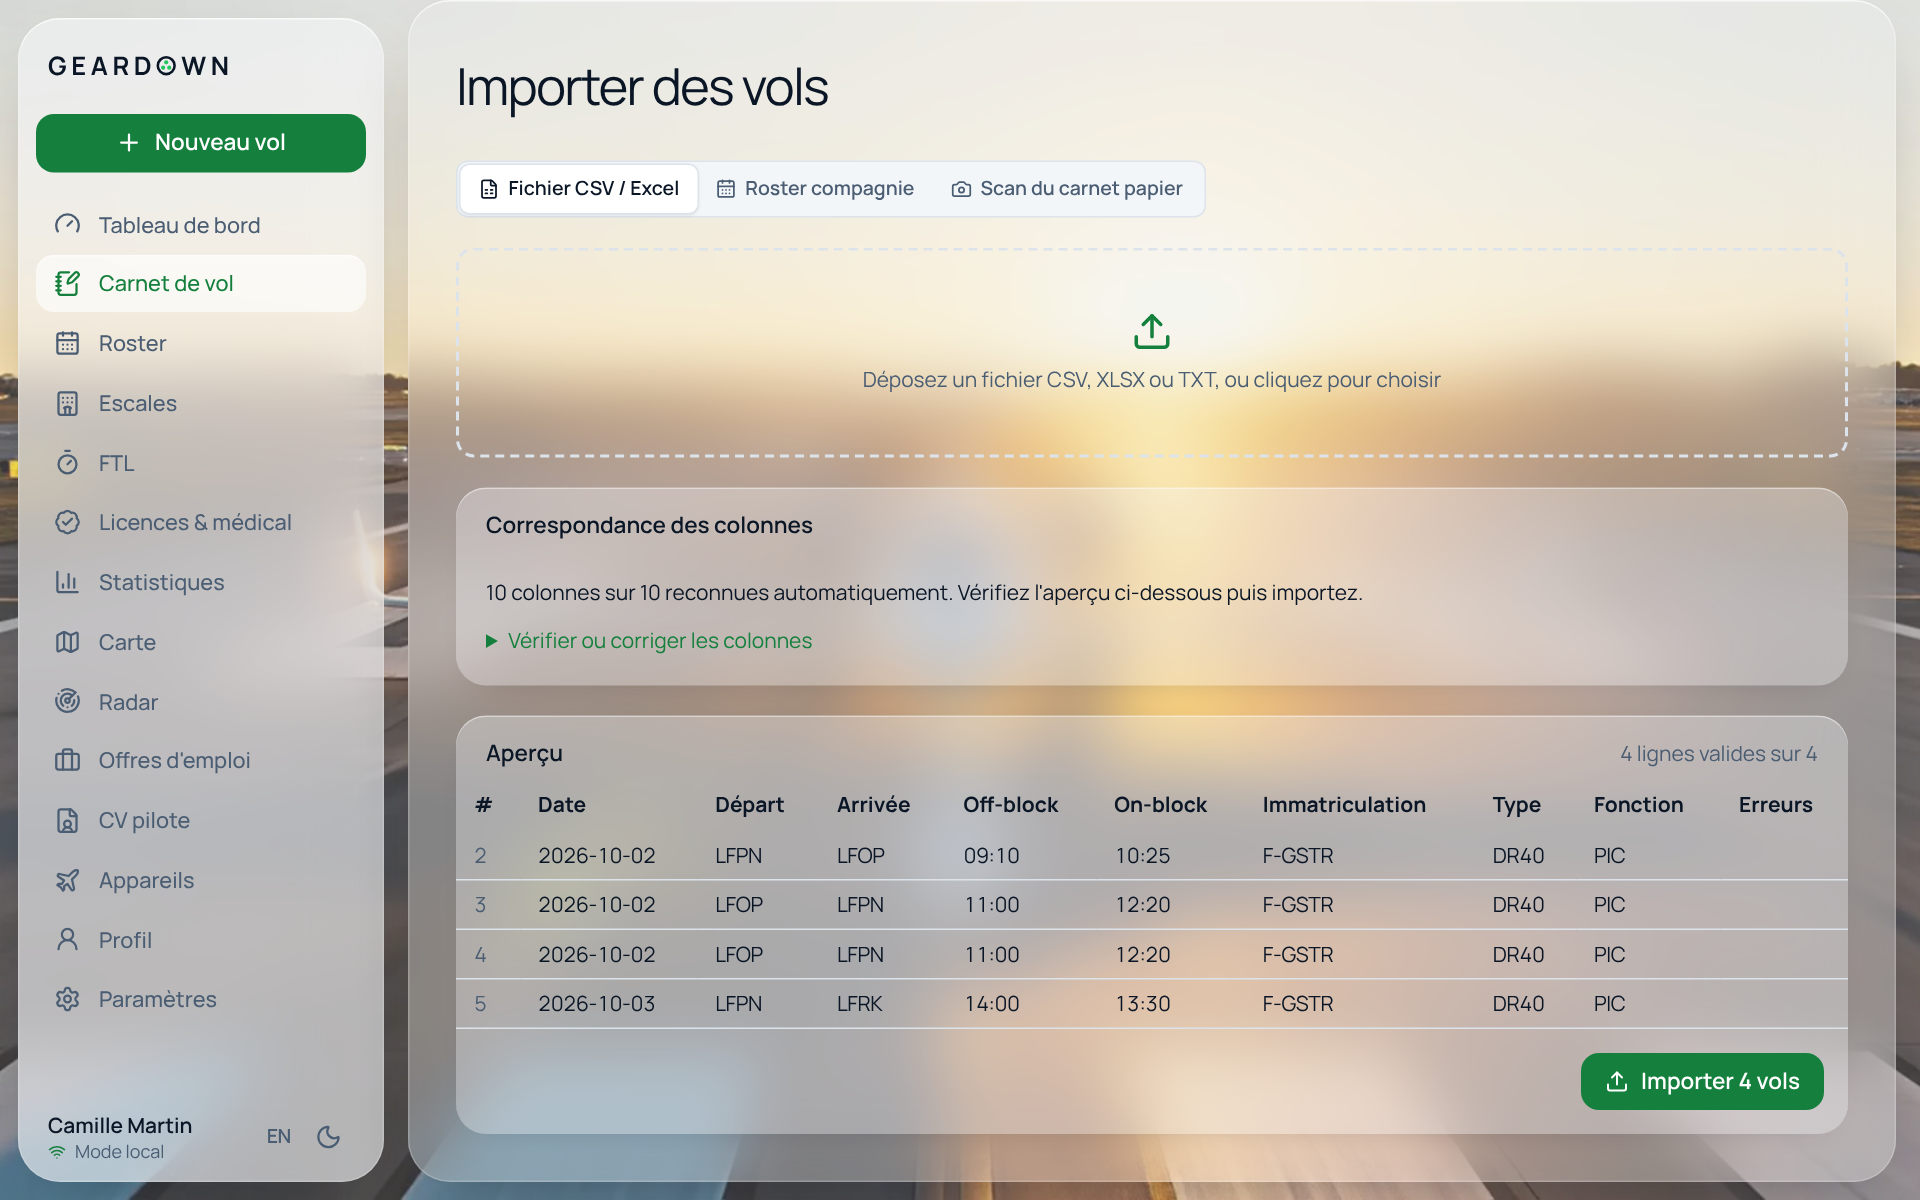 GEARDOWN
Nouveau vol
Tableau de bord
Carnet de vol
Roster
Escales
FTL
Licences & médical
Statistiques
Carte
Radar
Offres d'emploi
CV pilote
Appareils
Profil
Paramètres
Camille Martin
Mode local
EN
Importer des vols
Fichier CSV / Excel Roster compagnie Scan du carnet papier
Déposez un fichier CSV, XLSX ou TXT, ou cliquez pour choisir
Correspondance des colonnes
10 colonnes sur 10 reconnues automatiquement. Vérifiez l'aperçu ci-dessous puis importez.
Vérifier ou corriger les colonnes
Aperçu 4 lignes valides sur 4
# Date Départ Arrivée Off-block On-block Immatriculation Type Fonction Erreurs
2 2026-10-02 LFPN LFOP 09:10 10:25 F-GSTR DR40 PIC
3 2026-10-02 LFOP LFPN 11:00 12:20 F-GSTR DR40 PIC
4 2026-10-02 LFOP LFPN 11:00 12:20 F-GSTR DR40 PIC
5 2026-10-03 LFPN LFRK 14:00 13:30 F-GSTR DR40 PIC
Importer 4 vols